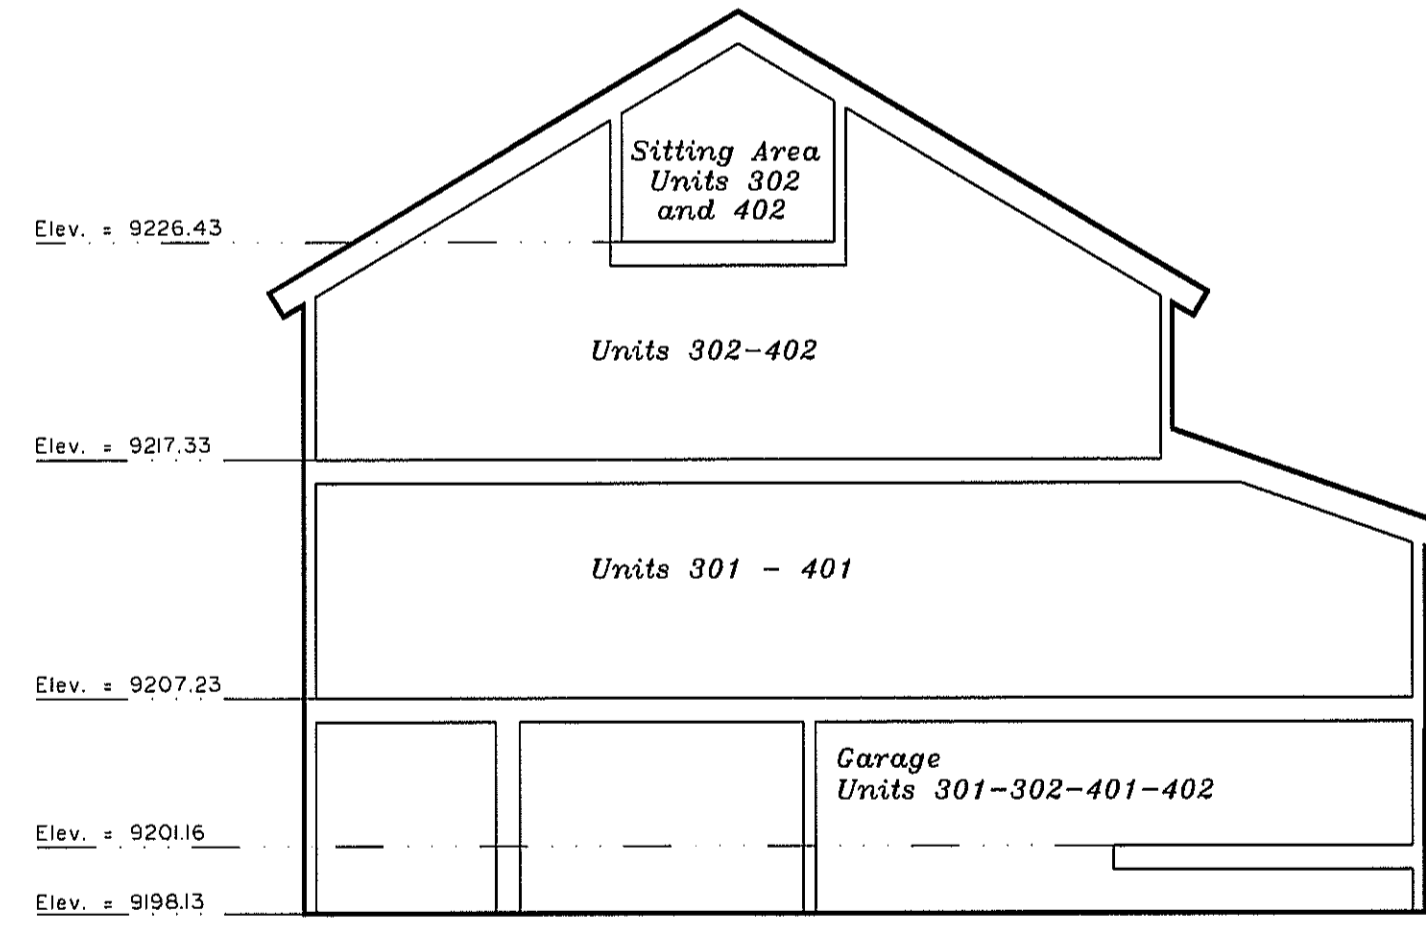 Sitting Area
Units 302
and 402
Elev. = 9226.43
Units 302-402
Elev. = 9217.33
Units 301 - 401
Elev. = 9207.23
Garage
Units 301-302-401-402
Elev. = 9201.16
Elev. = 9198.13